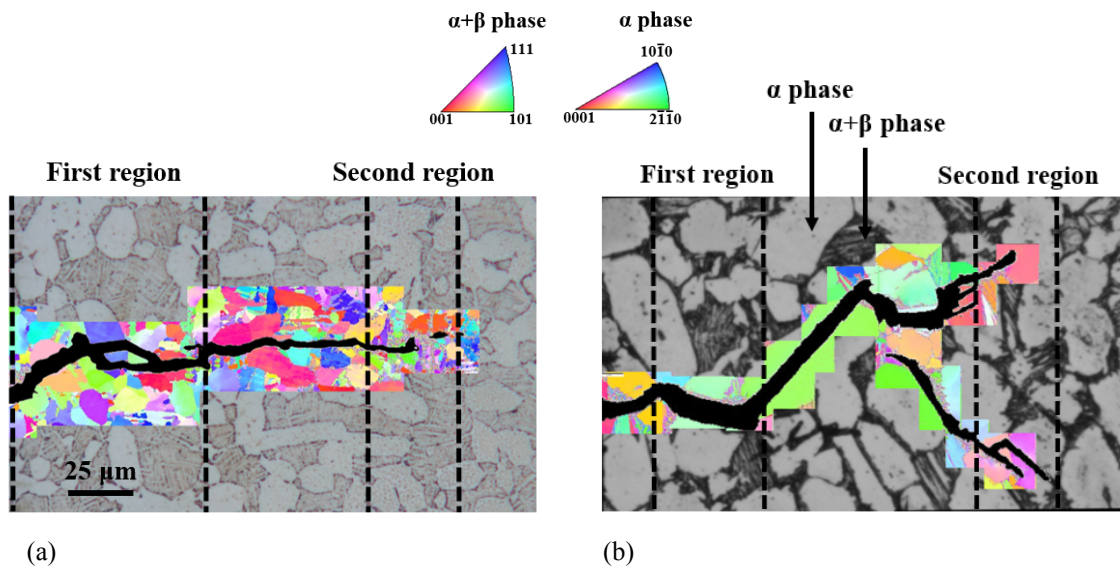 α+β phase
α phase
111
001
101
101̅0
0001
21̅1̅0
α phase
α+β phase
First region
Second region
First region
Second region
25 μm
(a)
(b)